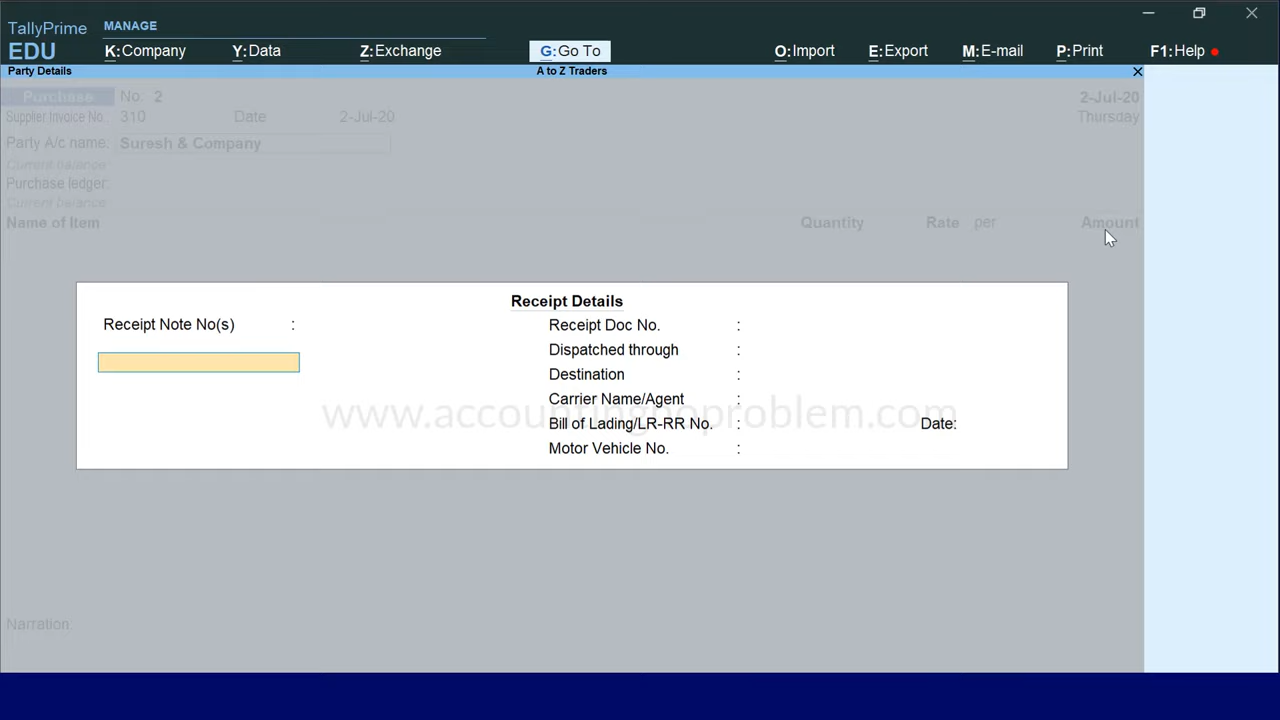 TallyPrime MANAGE
EDU K:Company Y:Data Z:Exchange G:Go To O:Import E:Export M:E-mail P:Print F1:Help
Party Details A to Z Traders
Purchase No. 2 2-Jul-20
Supplier Invoice No. 310 Date 2-Jul-20 Thursday
Party A/c name: Suresh & Company
Current balance
Purchase ledger:
Current balance
Name of Item Quantity Rate per Amount
Receipt Details
Receipt Note No(s) : Receipt Doc No. :
Dispatched through :
Destination :
Carrier Name/Agent :
www.accountingnoproblem.com
Bill of Lading/LR-RR No. : Date:
Motor Vehicle No. :
Narration: